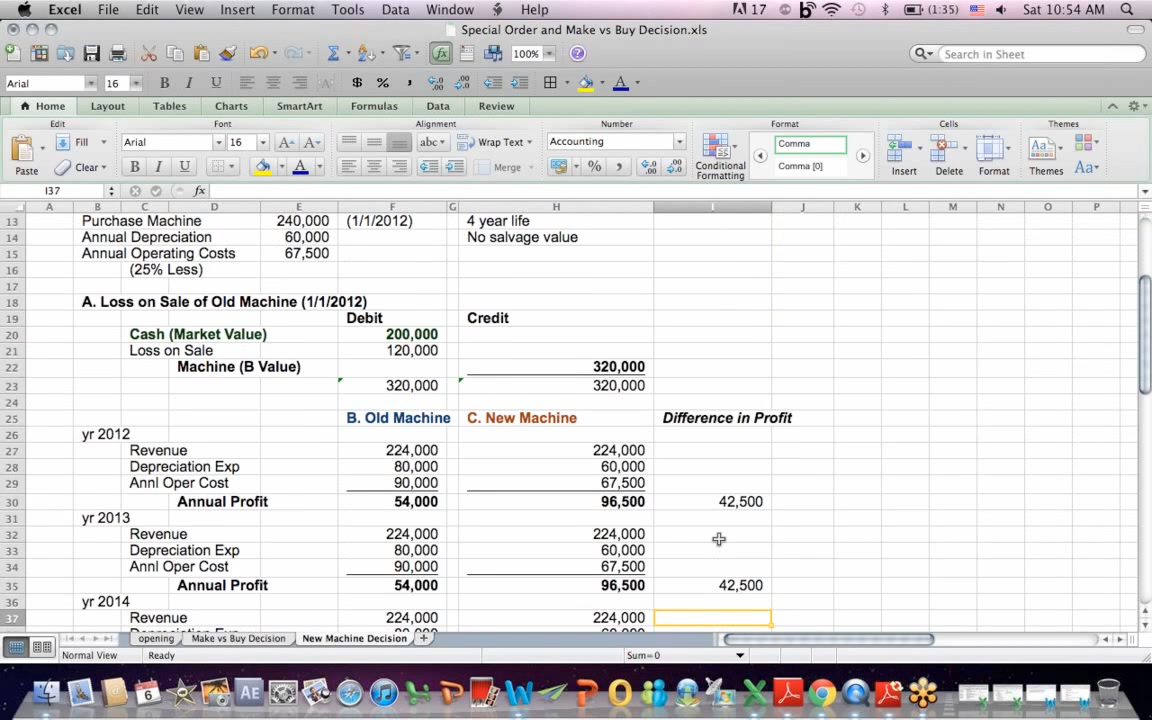 Excel File Edit View Insert Format Tools Data Window Help 17 (1:35) Sat 10:54 AM
Special Order and Make vs Buy Decision.xls
100% Search in Sheet
Arial 16 B I U $ %
Home Layout Tables Charts SmartArt Formulas Data Review
Edit Font Alignment Number Format Cells Themes
Paste Fill Clear Arial 16 A A abc Wrap Text Accounting Comma
B I U A Merge % Conditional Formatting Comma [0] Insert Delete Format Themes Aa
I37 fx
A B C D E F G H I J K L M N O P
13 Purchase Machine 240,000 (1/1/2012) 4 year life
14 Annual Depreciation 60,000 No salvage value
15 Annual Operating Costs 67,500
16 (25% Less)
17
18 A. Loss on Sale of Old Machine (1/1/2012)
19 Debit Credit
20 Cash (Market Value) 200,000
21 Loss on Sale 120,000
22 Machine (B Value) 320,000
23 320,000 320,000
24
25 B. Old Machine C. New Machine Difference in Profit
26 yr 2012
27 Revenue 224,000 224,000
28 Depreciation Exp 80,000 60,000
29 Annl Oper Cost 90,000 67,500
30 Annual Profit 54,000 96,500 42,500
31 yr 2013
32 Revenue 224,000 224,000
33 Depreciation Exp 80,000 60,000
34 Annl Oper Cost 90,000 67,500
35 Annual Profit 54,000 96,500 42,500
36 yr 2014
37 Revenue 224,000 224,000
opening Make vs Buy Decision New Machine Decision
Normal View Ready Sum=0